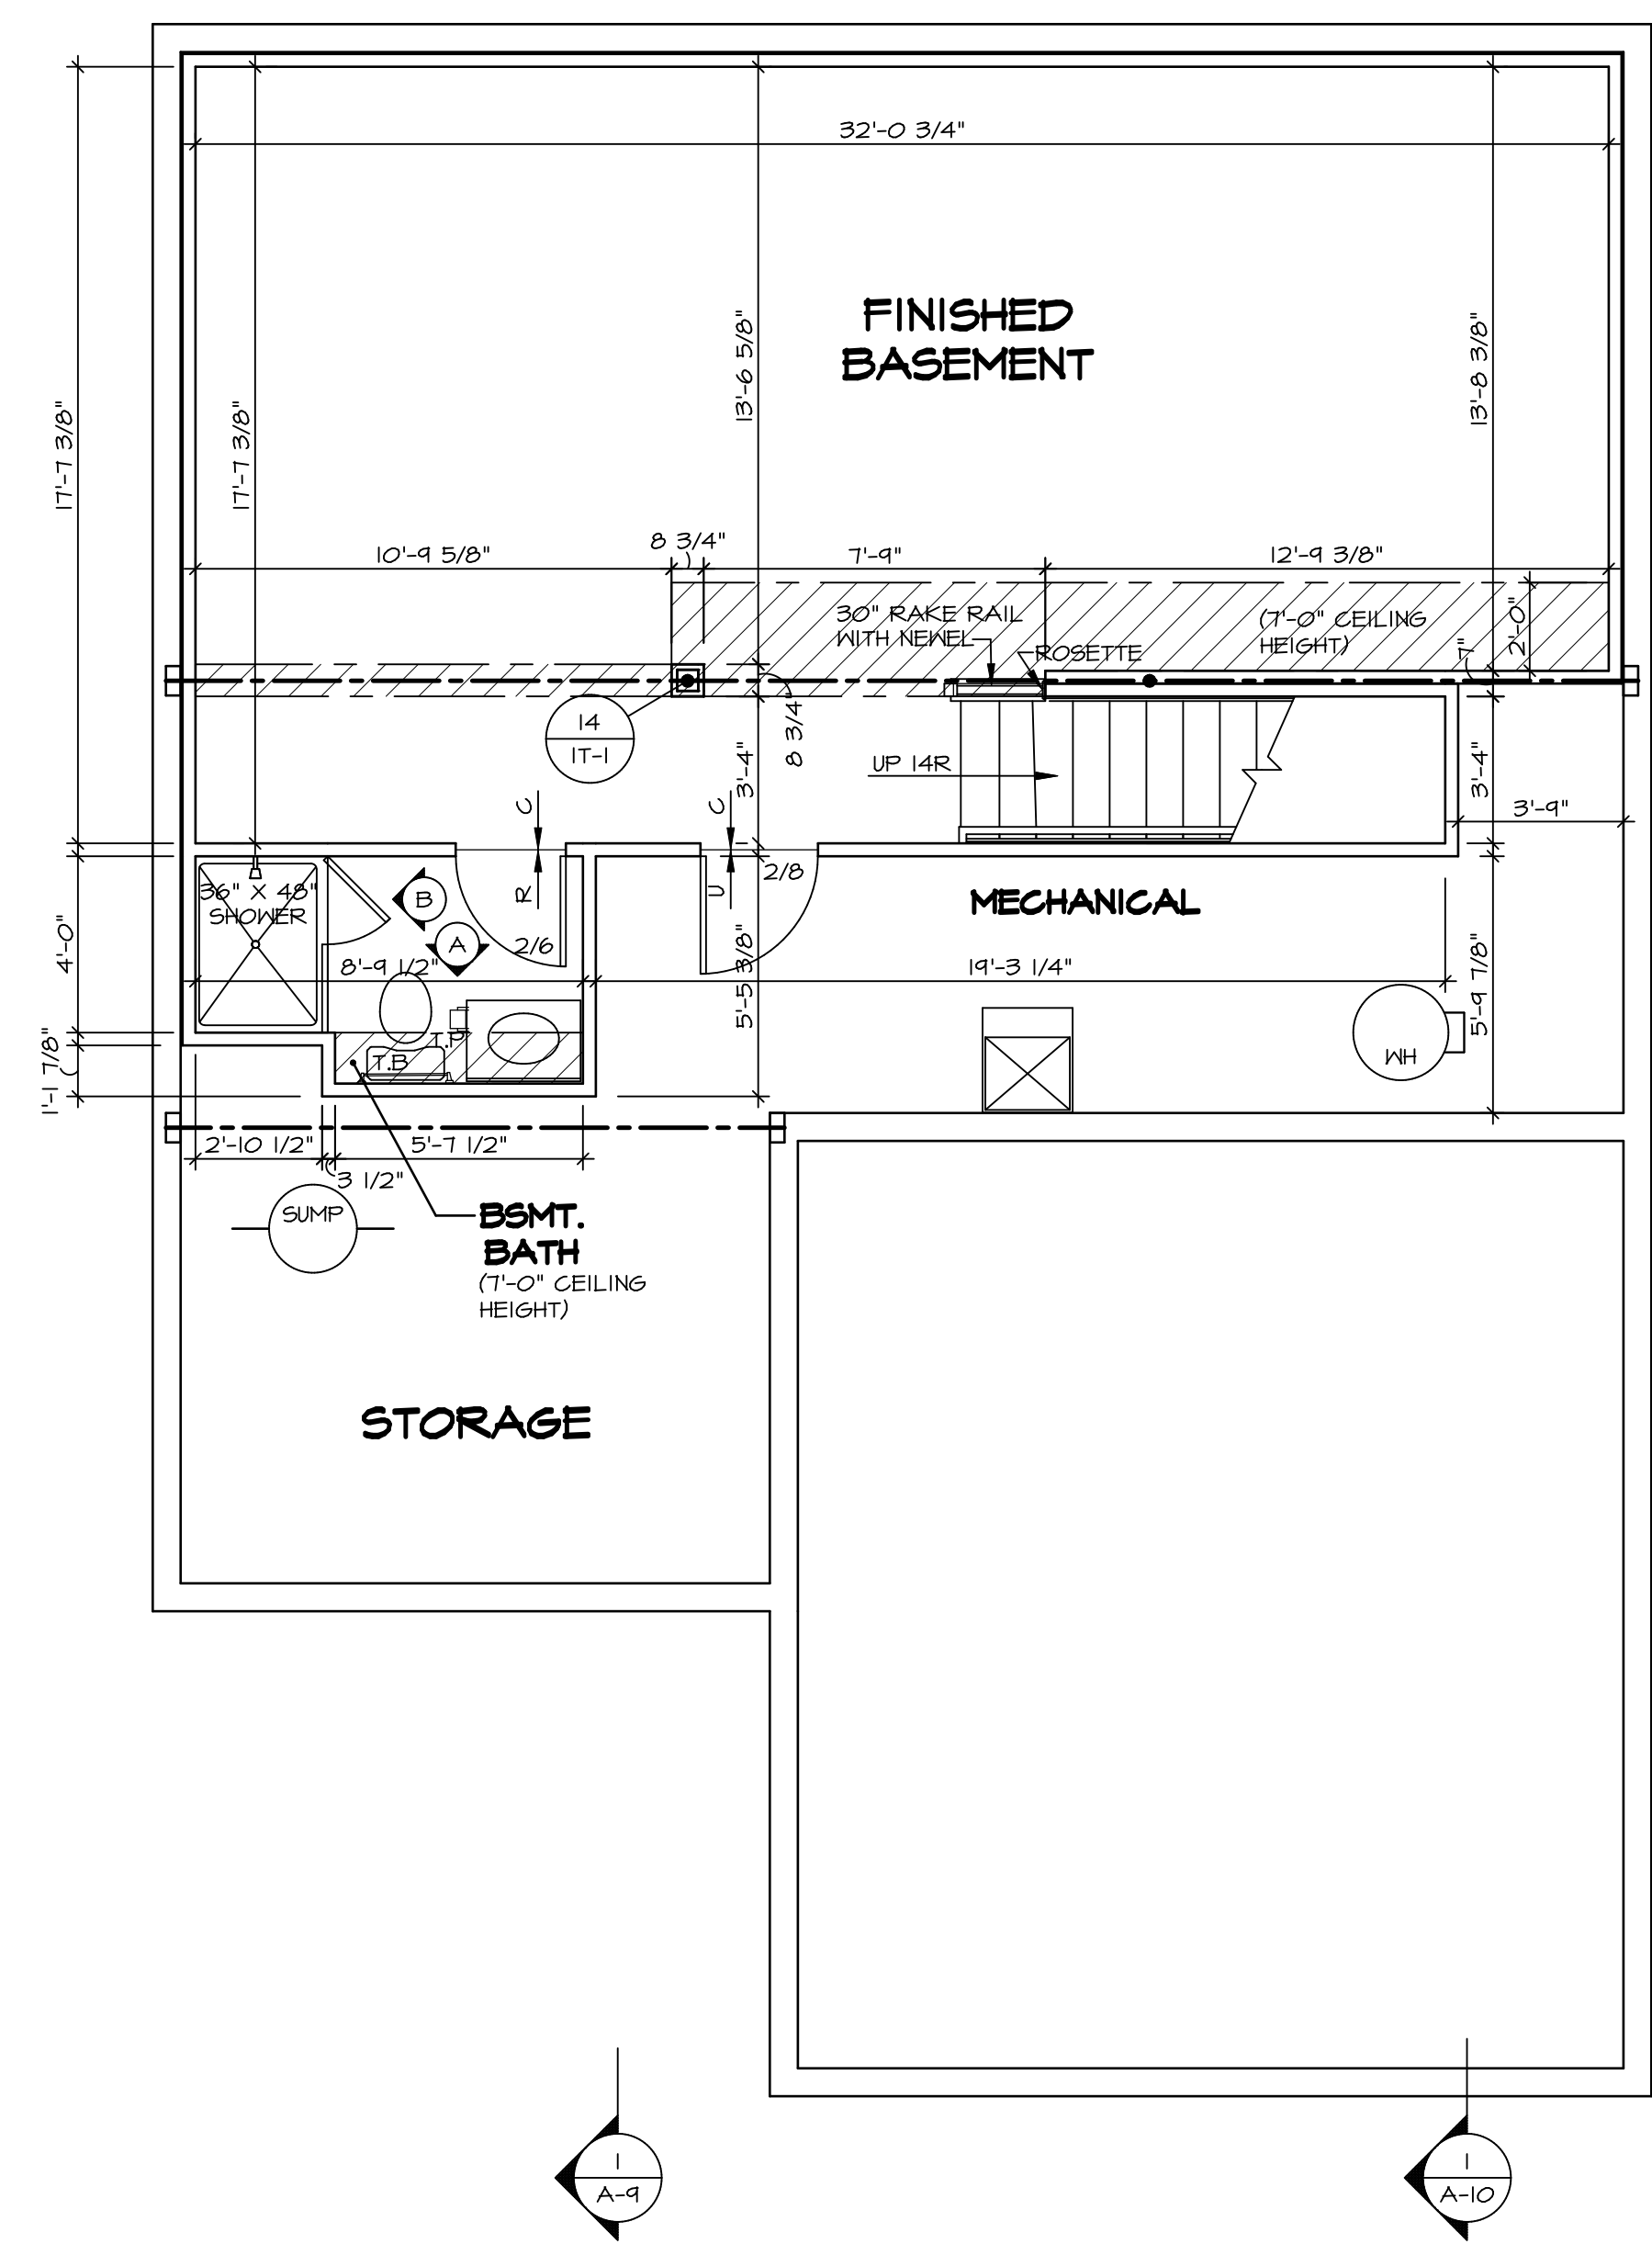 32'-0 3/4"
FINISHED
BASEMENT
13'-6 5/8"
13'-8 3/8"
17'-7 3/8"
17'-7 3/8"
10'-9 5/8"
8 3/4"
7'-9"
12'-9 3/8"
30" RAKE RAIL
WITH NEWEL
ROSETTE
(7'-0" CEILING
HEIGHT)
7"
2'-0"
14
1T-1
8 3/4"
3'-4"
UP 14R
3'-4"
3'-9"
C
C
R
U
2/8
36" X 48"
SHOWER
B
A
2/6
MECHANICAL
4'-0"
8'-9 1/2"
5'-5 3/8"
19'-3 1/4"
5'-9 7/8"
T.P
T.B
WH
1'-1 7/8"
2'-10 1/2"
5'-7 1/2"
3 1/2"
SUMP
BSMT.
BATH
(7'-0" CEILING
HEIGHT)
STORAGE
1
A-9
1
A-10